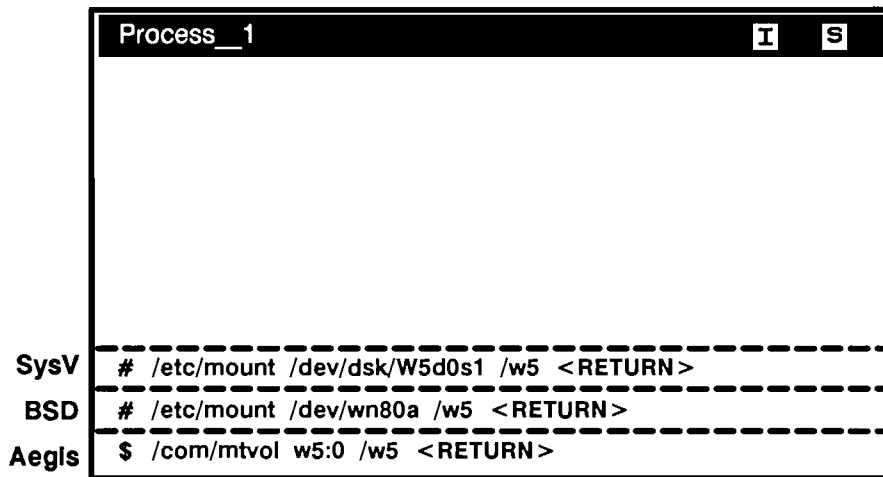 Process__1 I S
SysV # /etc/mount /dev/dsk/W5d0s1 /w5 <RETURN>
BSD # /etc/mount /dev/wn80a /w5 <RETURN>
Aegis $ /com/mtvol w5:0 /w5 <RETURN>